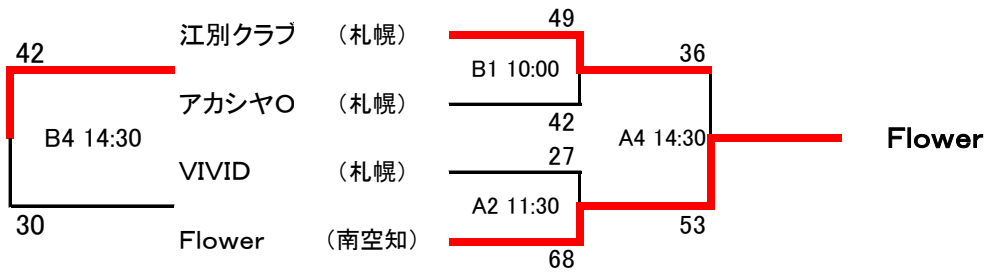 49
江別クラブ （札幌）
42
36
B1 10:00
アカシヤO （札幌）
42
B4 14:30
A4 14:30
Flower
27
VIVID （札幌）
A2 11:30
30
53
Flower （南空知）
68